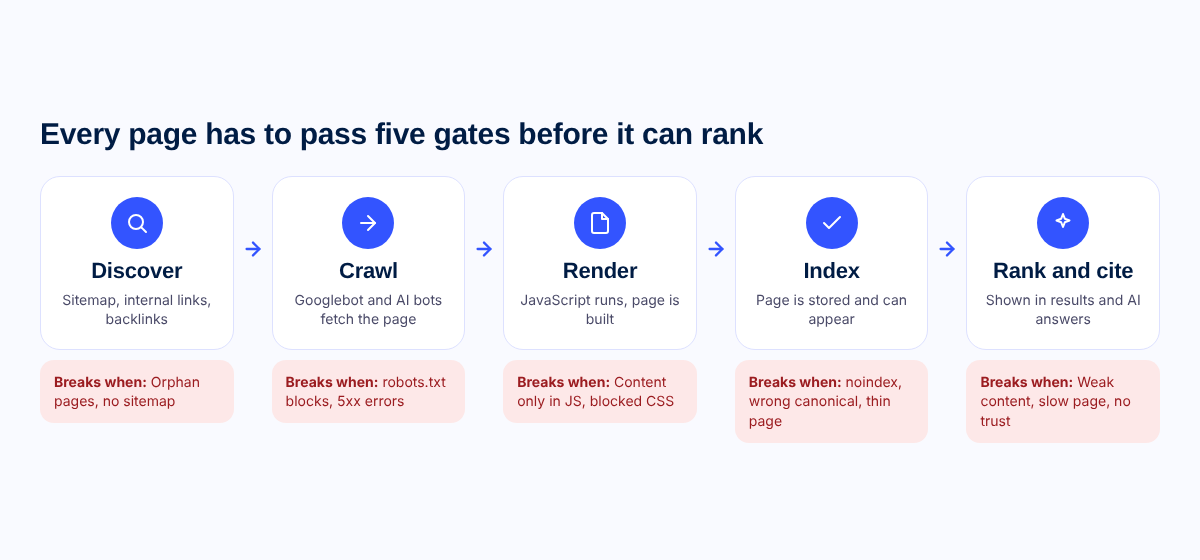 Every page has to pass five gates before it can rank
Discover
Sitemap, internal links,
backlinks
Breaks when: Orphan
pages, no sitemap
Crawl
Googlebot and AI bots
fetch the page
Breaks when: robots.txt
blocks, 5xx errors
Render
JavaScript runs, page is
built
Breaks when: Content
only in JS, blocked CSS
Index
Page is stored and can
appear
Breaks when: noindex,
wrong canonical, thin
page
Rank and cite
Shown in results and AI
answers
Breaks when: Weak
content, slow page, no
trust